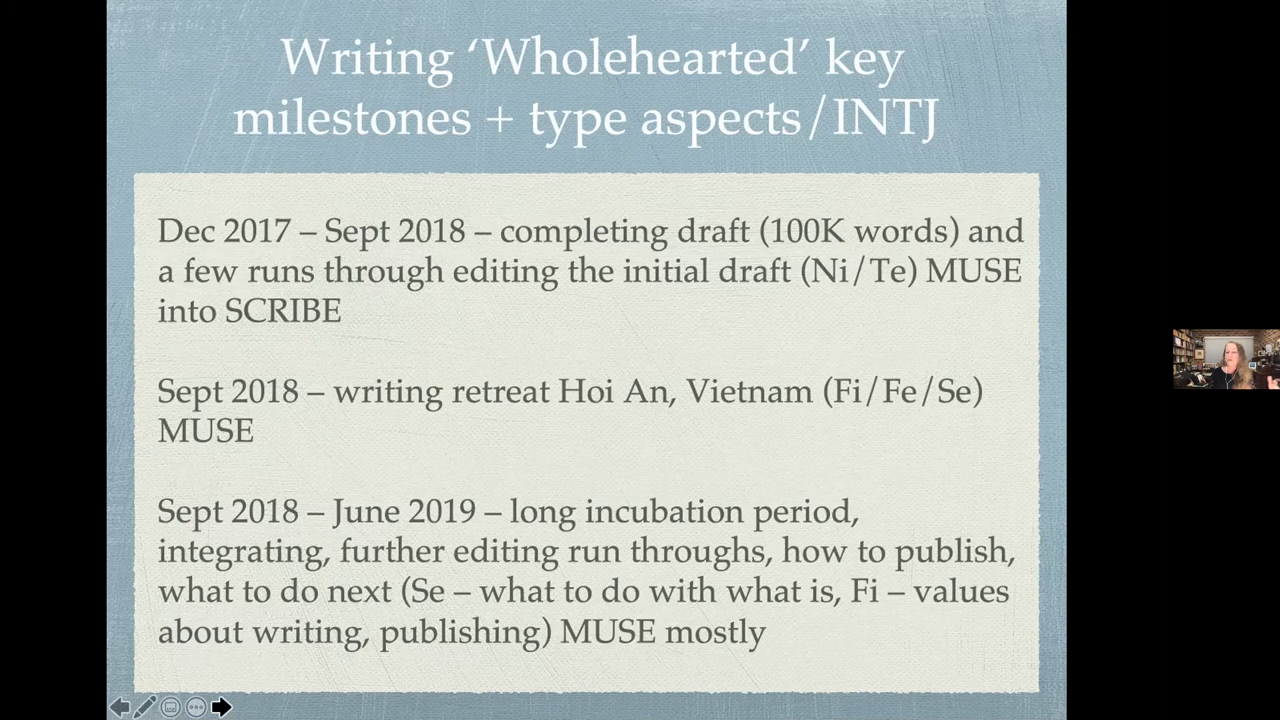 Writing ‘Wholehearted’ key
milestones + type aspects/INTJ
Dec 2017 – Sept 2018 – completing draft (100K words) and
a few runs through editing the initial draft (Ni/Te) MUSE
into SCRIBE
Sept 2018 – writing retreat Hoi An, Vietnam (Fi/Fe/Se)
MUSE
Sept 2018 – June 2019 – long incubation period,
integrating, further editing run throughs, how to publish,
what to do next (Se – what to do with what is, Fi – values
about writing, publishing) MUSE mostly